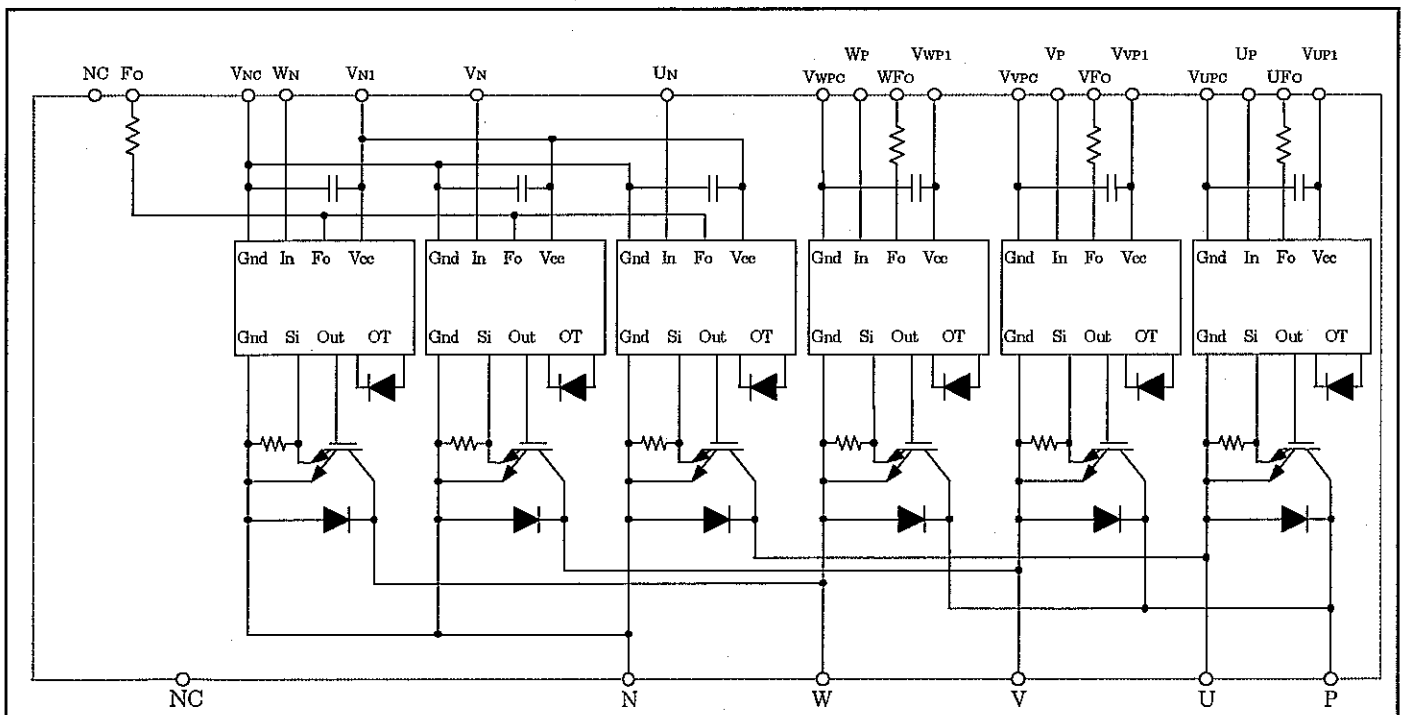 WP VWP1 VP VVP1 UP VUP1
NC FO VNC WN VN1 VN UN VWPC WFO VVPC VFO VUPC UFO
Gnd In Fo Vcc Gnd In Fo Vcc Gnd In Fo Vcc Gnd In Fo Vcc Gnd In Fo Vcc Gnd In Fo Vcc
Gnd Si Out OT Gnd Si Out OT Gnd Si Out OT Gnd Si Out OT Gnd Si Out OT Gnd Si Out OT
NC N W V U P